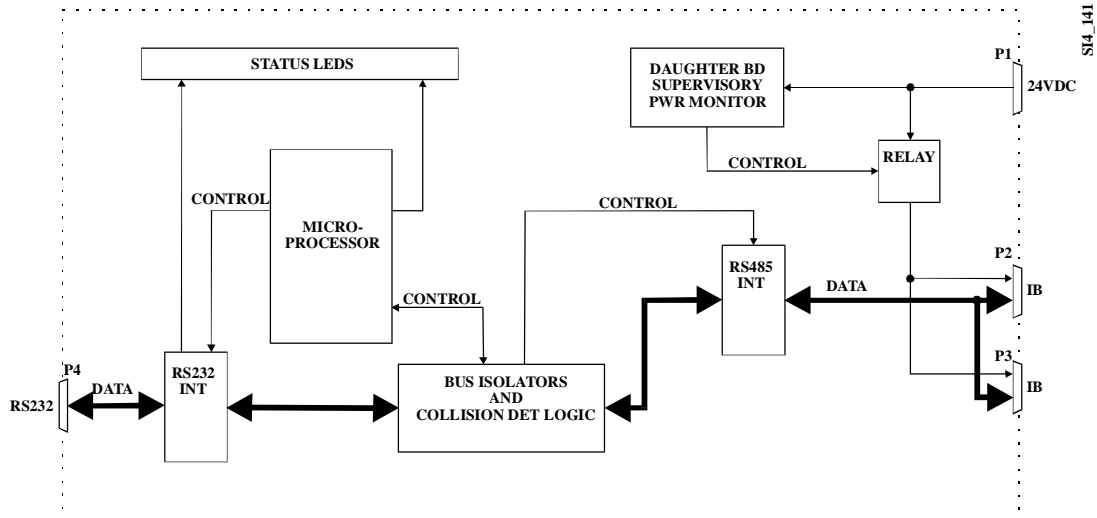 SI4_141
STATUS LEDS
DAUGHTER BD
SUPERVISORY
PWR MONITOR
P1
24VDC
RELAY
CONTROL
CONTROL
CONTROL
MICRO-
PROCESSOR
RS485
INT
P2
DATA
IB
CONTROL
P3
IB
P4
RS232
DATA
RS232
INT
BUS ISOLATORS
AND
COLLISION DET LOGIC